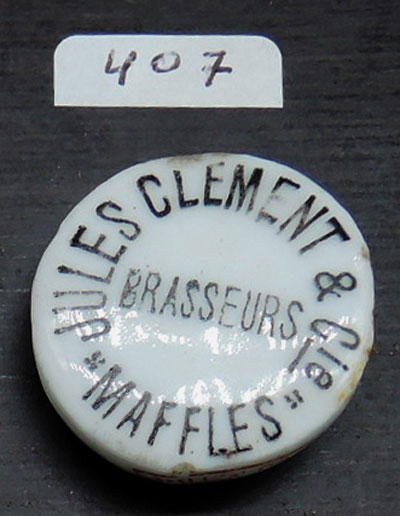 407
JULES CLEMENT & Cie
BRASSEURS
"MAFFLES"